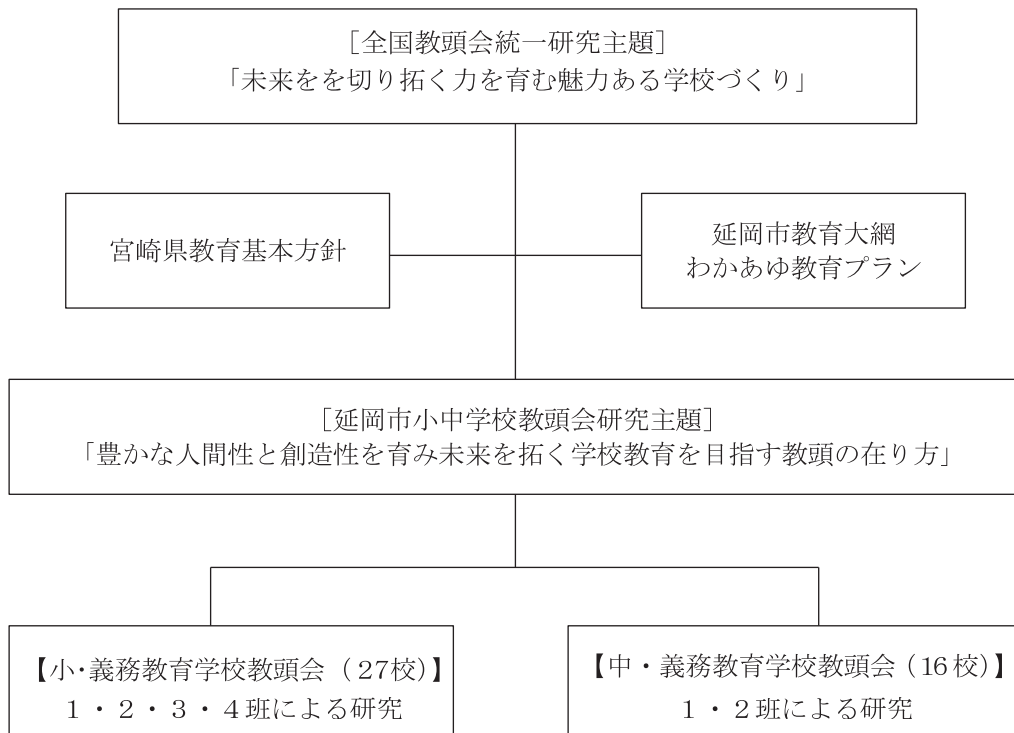 ［全国教頭会統一研究主題］
「未来をを切り拓く力を育む魅力ある学校づくり」
宮崎県教育基本方針
延岡市教育大綱
わかあゆ教育プラン
［延岡市小中学校教頭会研究主題］
「豊かな人間性と創造性を育み未来を拓く学校教育を目指す教頭の在り方」
【小・義務教育学校教頭会（27校）】
１・２・３・４班による研究
【中・義務教育学校教頭会（16校）】
１・２班による研究